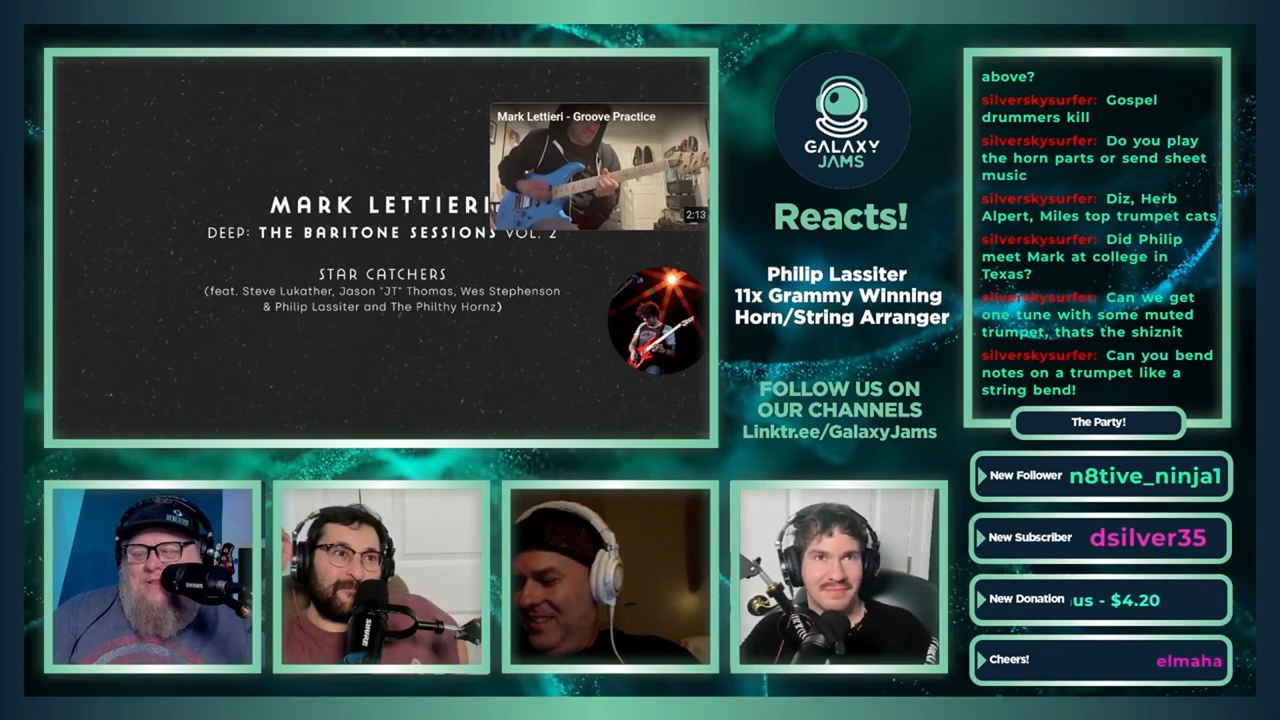 Mark Lettieri - Groove Practice
2:13
MARK LETTIERI
DEEP: THE BARITONE SESSIONS VOL. 2
STAR CATCHERS
(feat. Steve Lukather, Jason "JT" Thomas, Wes Stephenson
& Philip Lassiter and The Philthy Hornz)
GALAXY
JAMS
Reacts!
Philip Lassiter
11x Grammy Winning
Horn/String Arranger
FOLLOW US ON
OUR CHANNELS
Linktr.ee/GalaxyJams
above?
silverskysurfer: Gospel
drummers kill
silverskysurfer: Do you play
the horn parts or send sheet
music
silverskysurfer: Diz, Herb
Alpert, Miles top trumpet cats
silverskysurfer: Did Philip
meet Mark at college in
Texas?
silverskysurfer: Can we get
one tune with some muted
trumpet, thats the shiznit
silverskysurfer: Can you bend
notes on a trumpet like a
string bend!
The Party!
New Follower n8tive_ninja1
New Subscriber dsilver35
New Donation us - $4.20
Cheers! elmaha
SHURE